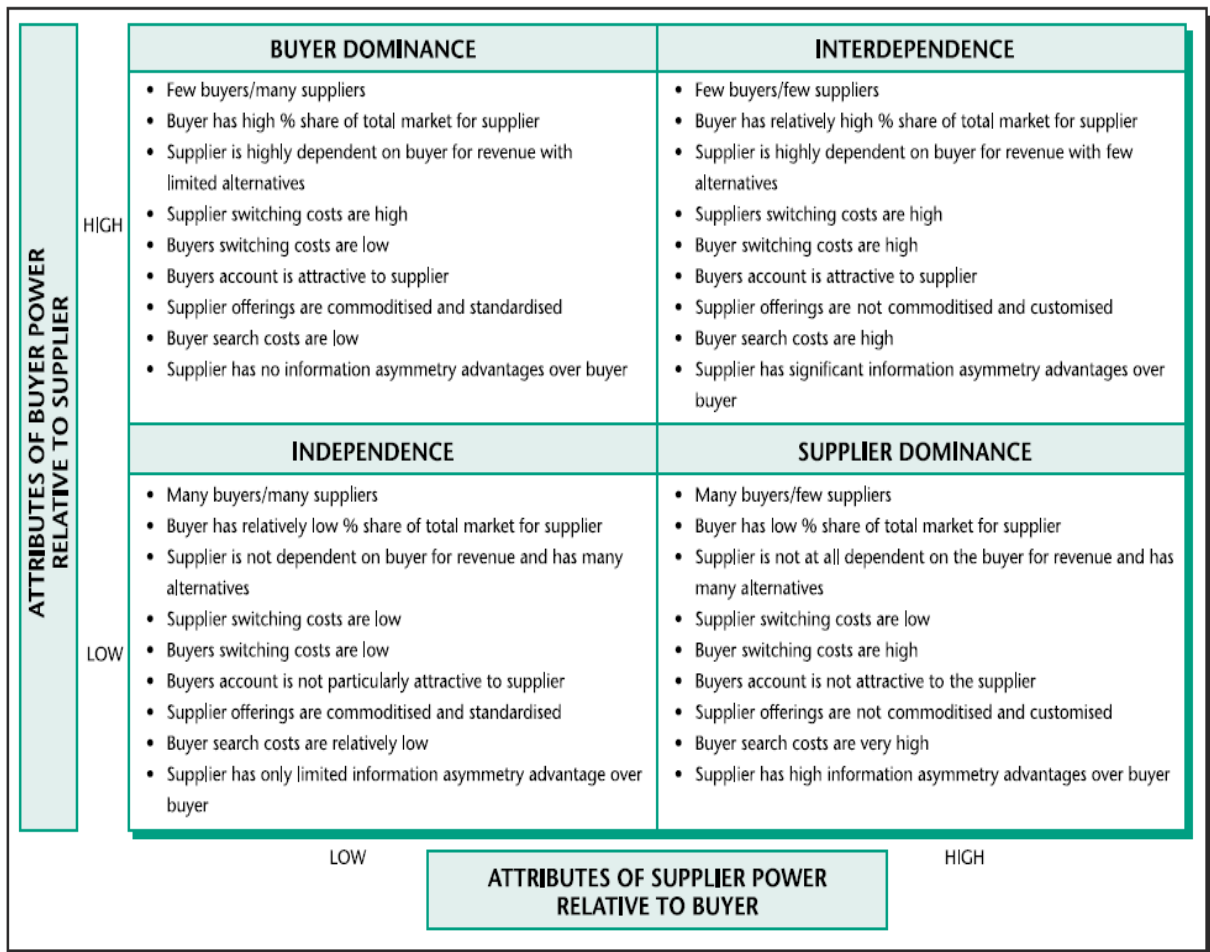 ATTRIBUTES OF BUYER POWER
RELATIVE TO SUPPLIER
HIGH
LOW
BUYER DOMINANCE
• Few buyers/many suppliers
• Buyer has high % share of total market for supplier
• Supplier is highly dependent on buyer for revenue with
limited alternatives
• Supplier switching costs are high
• Buyers switching costs are low
• Buyers account is attractive to supplier
• Supplier offerings are commoditised and standardised
• Buyer search costs are low
• Supplier has no information asymmetry advantages over buyer
INTERDEPENDENCE
• Few buyers/few suppliers
• Buyer has relatively high % share of total market for supplier
• Supplier is highly dependent on buyer for revenue with few
alternatives
• Suppliers switching costs are high
• Buyer switching costs are high
• Buyers account is attractive to supplier
• Supplier offerings are not commoditised and customised
• Buyer search costs are high
• Supplier has significant information asymmetry advantages over
buyer
INDEPENDENCE
• Many buyers/many suppliers
• Buyer has relatively low % share of total market for supplier
• Supplier is not dependent on buyer for revenue and has many
alternatives
• Supplier switching costs are low
• Buyers switching costs are low
• Buyers account is not particularly attractive to supplier
• Supplier offerings are commoditised and standardised
• Buyer search costs are relatively low
• Supplier has only limited information asymmetry advantage over
buyer
SUPPLIER DOMINANCE
• Many buyers/few suppliers
• Buyer has low % share of total market for supplier
• Supplier is not at all dependent on the buyer for revenue and has
many alternatives
• Supplier switching costs are low
• Buyer switching costs are high
• Buyers account is not attractive to the supplier
• Supplier offerings are not commoditised and customised
• Buyer search costs are very high
• Supplier has high information asymmetry advantages over buyer
LOW
HIGH
ATTRIBUTES OF SUPPLIER POWER
RELATIVE TO BUYER